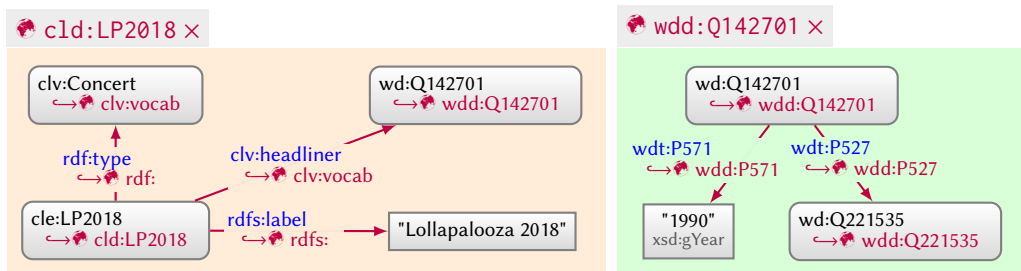 cld:LP2018 ×
clv:Concert
↪ clv:vocab
wd:Q142701
↪ wdd:Q142701
rdf:type
↪ rdf:
clv:headliner
↪ clv:vocab
cle:LP2018
↪ cld:LP2018
rdfs:label
↪ rdfs:
"Lollapalooza 2018"
wdd:Q142701 ×
wd:Q142701
↪ wdd:Q142701
wdt:P571
↪ wdd:P571
wdt:P527
↪ wdd:P527
"1990"
xsd:gYear
wd:Q221535
↪ wdd:Q221535